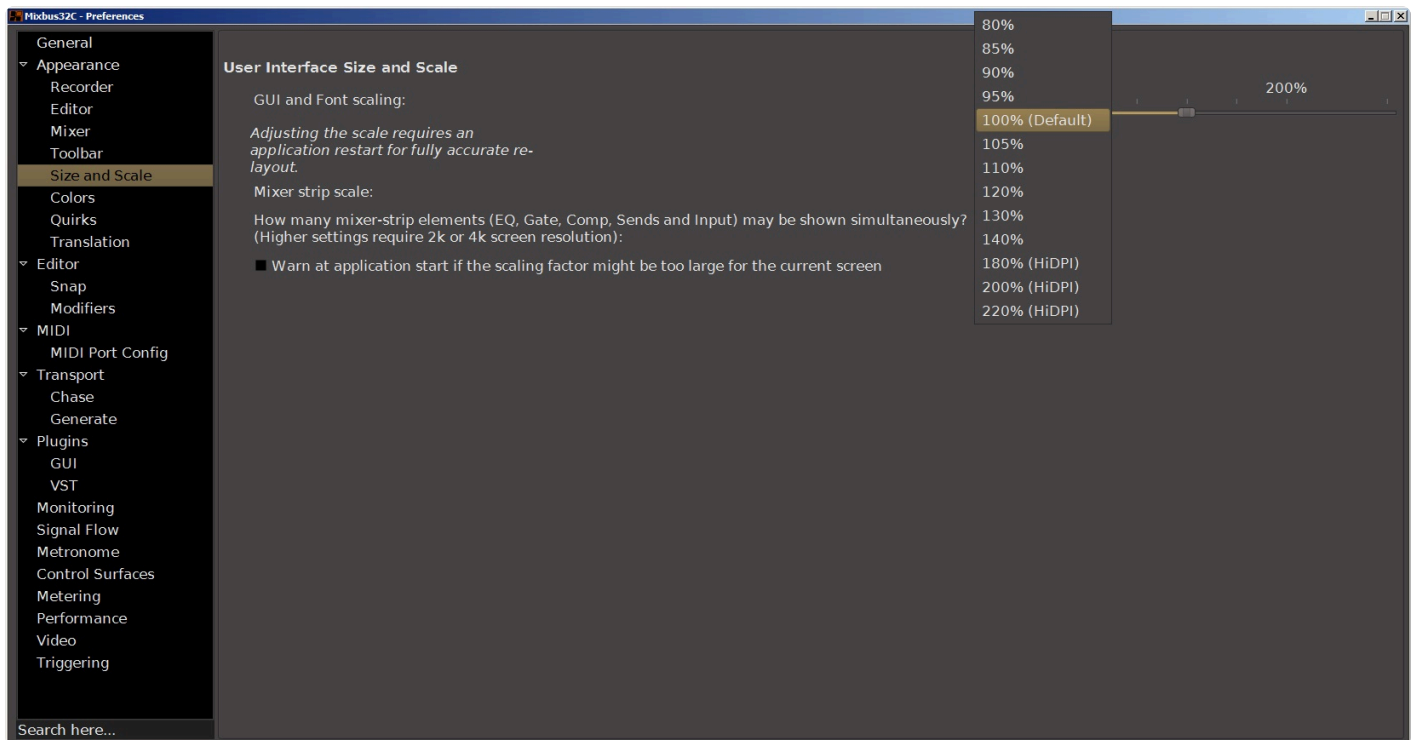 Mixbus32C - Preferences
General
Appearance
Recorder
Editor
Mixer
Toolbar
Size and Scale
Colors
Quirks
Translation
Editor
Snap
Modifiers
MIDI
MIDI Port Config
Transport
Chase
Generate
Plugins
GUI
VST
Monitoring
Signal Flow
Metronome
Control Surfaces
Metering
Performance
Video
Triggering
Search here...
User Interface Size and Scale
GUI and Font scaling:
200%
Adjusting the scale requires an
application restart for fully accurate re-
layout.
Mixer strip scale:
How many mixer-strip elements (EQ, Gate, Comp, Sends and Input) may be shown simultaneously?
(Higher settings require 2k or 4k screen resolution):
Warn at application start if the scaling factor might be too large for the current screen
80%
85%
90%
95%
100% (Default)
105%
110%
120%
130%
140%
180% (HiDPI)
200% (HiDPI)
220% (HiDPI)